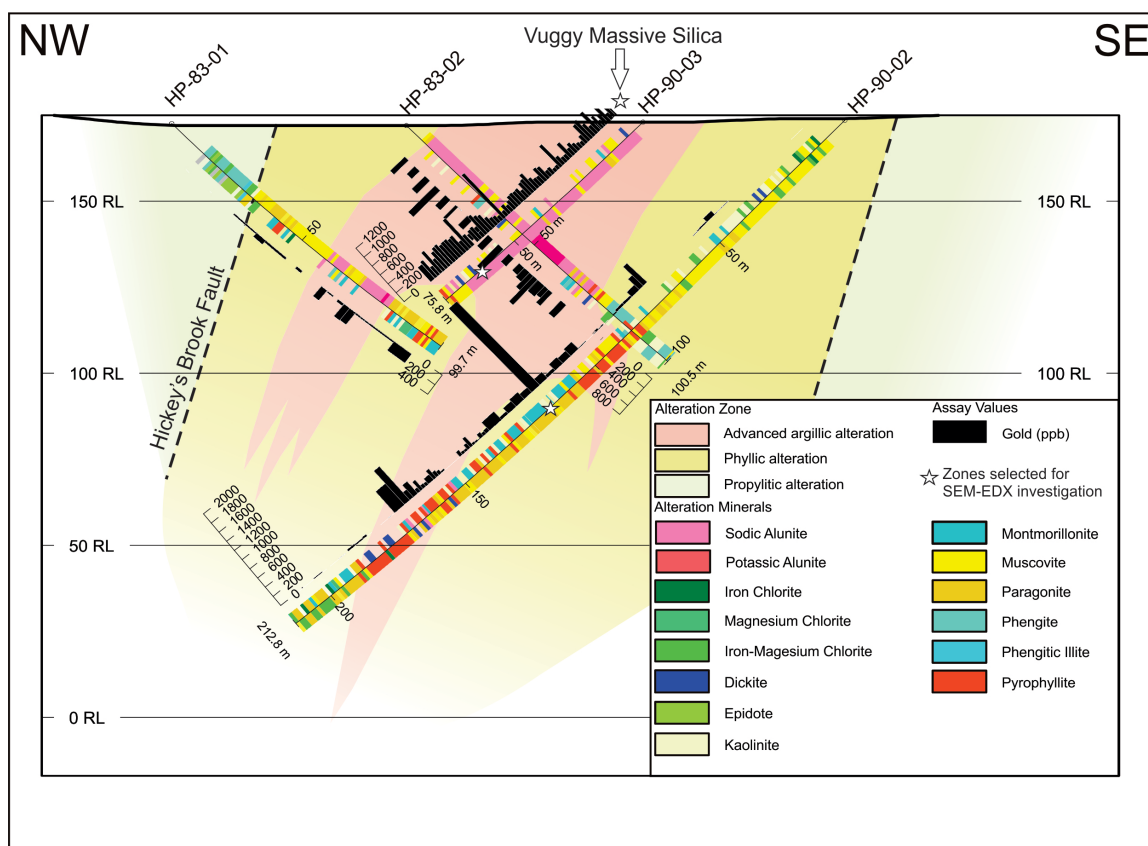 NW
SE
Vuggy Massive Silica
HP-83-01
HP-83-02
HP-90-03
HP-90-02
150 RL
150 RL
100 RL
100 RL
50 RL
0 RL
Hickey's Brook Fault
50
0
200
400
99.7 m
1200
1000
800
600
400
200
0
75.8 m
50 m
50 m
50 m
100
100.5 m
0
200
400
600
800
150
200
212.8 m
2000
1800
1600
1400
1200
1000
800
600
400
200
0
Alteration Zone
Advanced argillic alteration
Phyllic alteration
Propylitic alteration
Assay Values
Gold (ppb)
Zones selected for
SEM-EDX investigation
Alteration Minerals
Sodic Alunite
Potassic Alunite
Iron Chlorite
Magnesium Chlorite
Iron-Magesium Chlorite
Dickite
Epidote
Kaolinite
Montmorillonite
Muscovite
Paragonite
Phengite
Phengitic Illite
Pyrophyllite